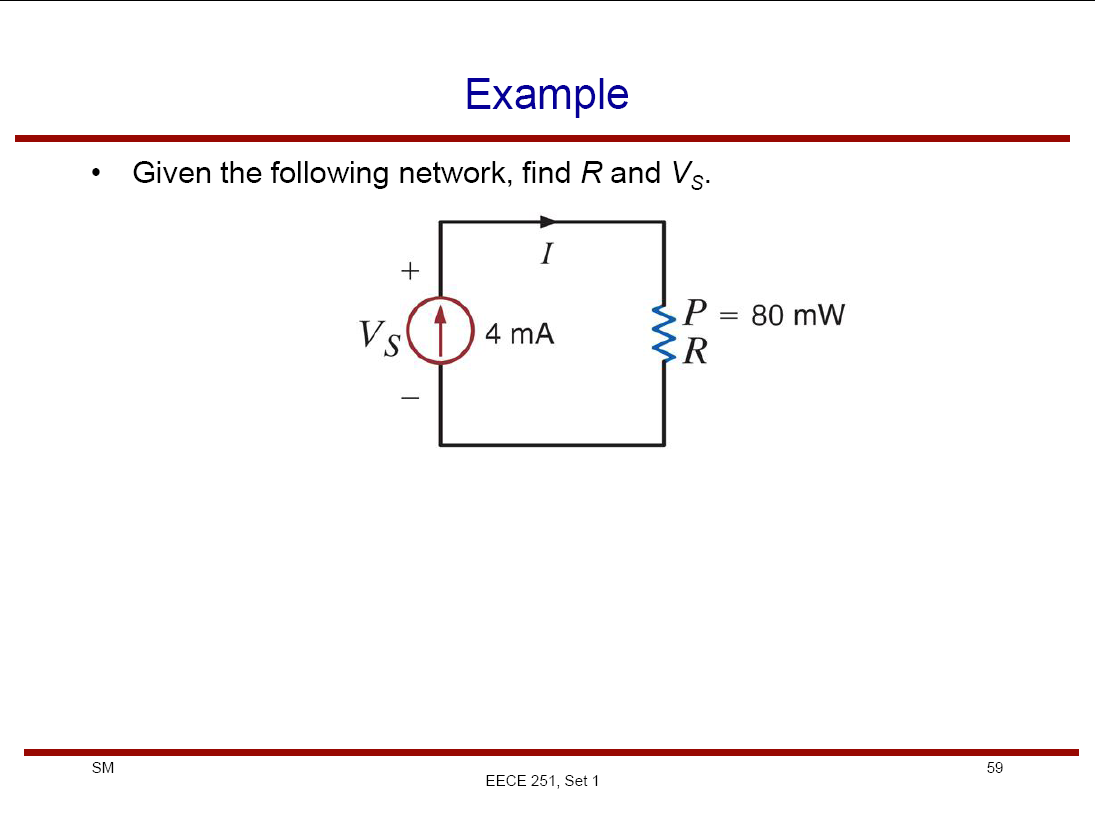 Example
• Given the following network, find R and VS.
I
+
VS
4 mA
−
P = 80 mW
R
SM
EECE 251, Set 1
59